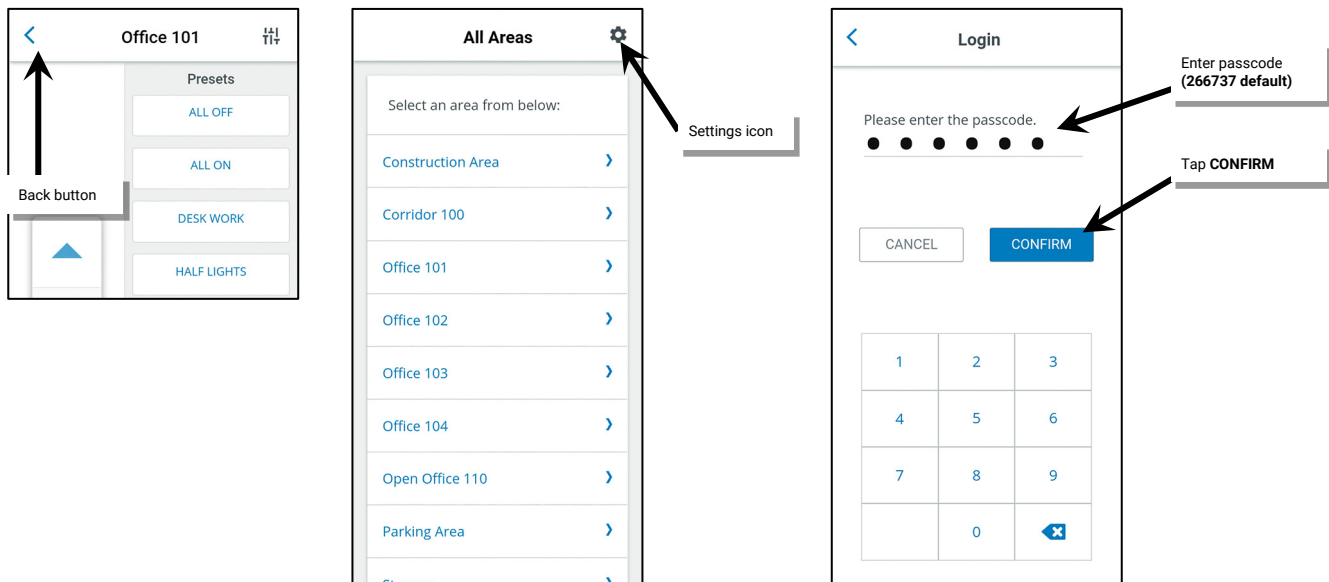 Office 101
Presets
ALL OFF
ALL ON
DESK WORK
HALF LIGHTS
Back button
All Areas
Select an area from below:
Construction Area
Corridor 100
Office 101
Office 102
Office 103
Office 104
Open Office 110
Parking Area
Settings icon
Login
Please enter the passcode.
CANCEL
CONFIRM
1 2 3
4 5 6
7 8 9
0
Enter passcode
(266737 default)
Tap CONFIRM